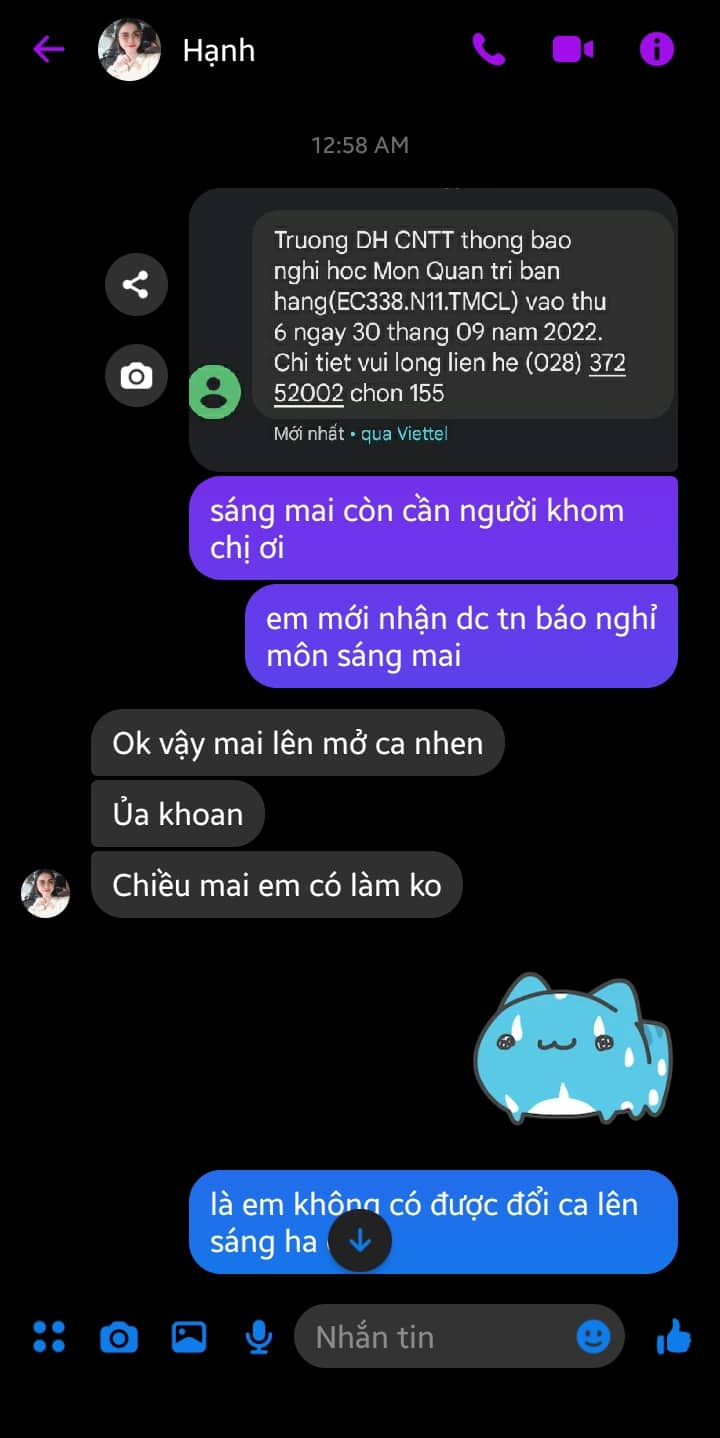 Hạnh
12:58 AM
Truong DH CNTT thong bao
nghi hoc Mon Quan tri ban
hang(EC338.N11.TMCL) vao thu
6 ngay 30 thang 09 nam 2022.
Chi tiet vui long lien he (028) 372
52002 chon 155
Mới nhất • qua Viettel
sáng mai còn cần người khom
chị ơi
em mới nhận dc tn báo nghỉ
môn sáng mai
Ok vậy mai lên mở ca nhen
Ủa khoan
Chiều mai em có làm ko
là em không có được đổi ca lên
sáng ha
Nhắn tin